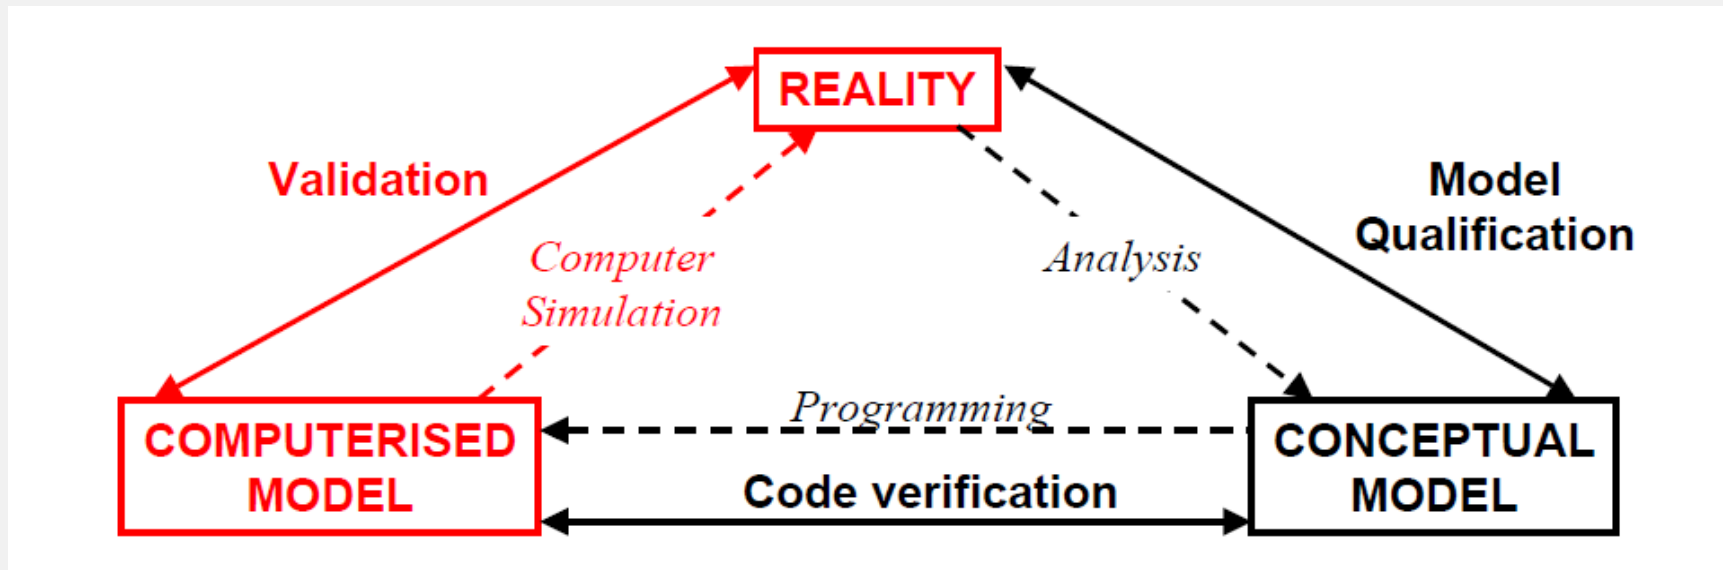 REALITY
Validation
Model
Qualification
Computer
Simulation
Analysis
Programming
COMPUTERISED
MODEL
Code verification
CONCEPTUAL
MODEL